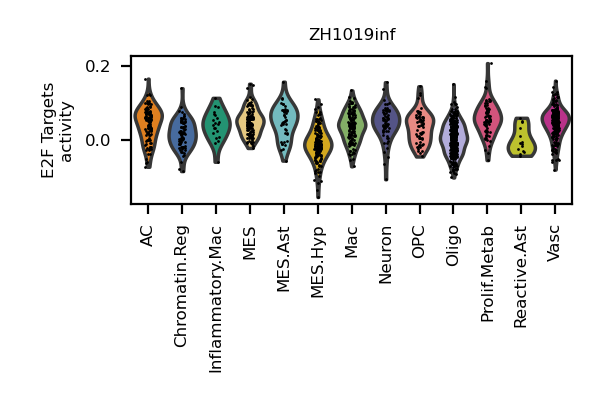 ZH1019inf
E2F Targets
activity
0.2
0.0
AC
Chromatin.Reg
Inflammatory.Mac
MES
MES.Ast
MES.Hyp
Mac
Neuron
OPC
Oligo
Prolif.Metab
Reactive.Ast
Vasc